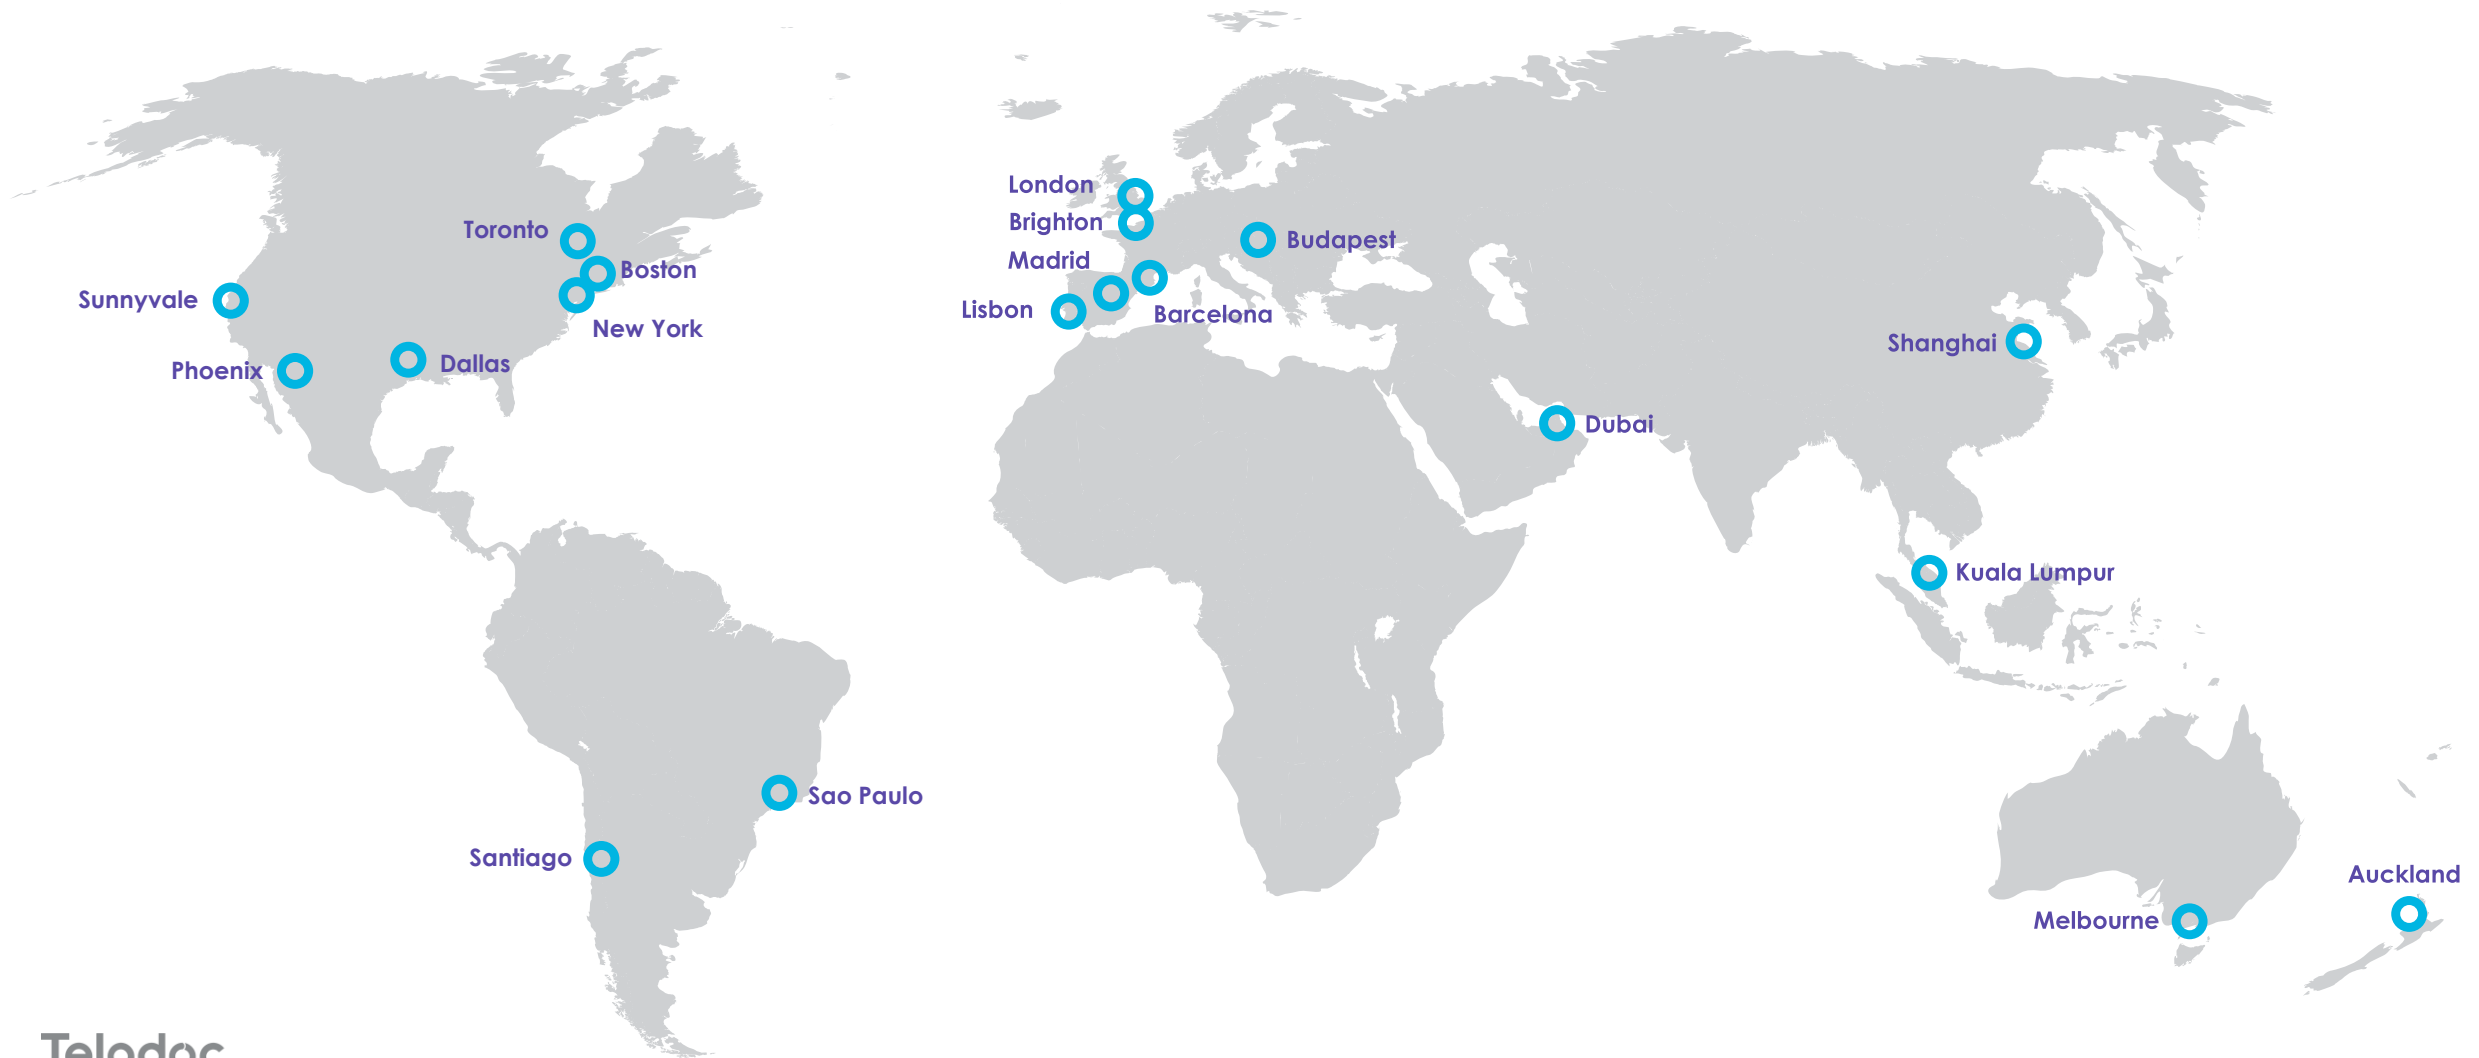 London
Toronto
Brighton
Budapest
Madrid
Boston
Sunnyvale
Lisbon
Barcelona
New York
Shanghai
Phoenix
Dallas
Dubai
Kuala Lumpur
Sao Paulo
Santiago
Auckland
Melbourne
Teladoc